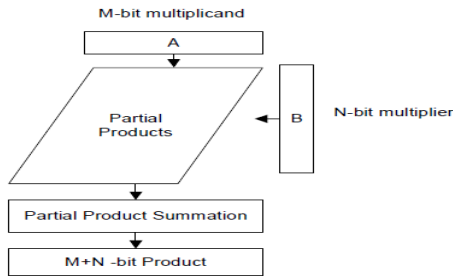 M-bit multiplicand
A
Partial
Products
B
N-bit multiplier
Partial Product Summation
M+N -bit Product